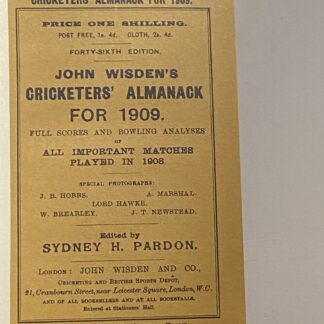 CRICKETERS' ALMANACK FOR 1909.
PRICE ONE SHILLING.
POST FREE, 1s. 4d. CLOTH, 2s. 4d.
FORTY-SIXTH EDITION.
JOHN WISDEN'S
CRICKETERS' ALMANACK
FOR 1909.
FULL SCORES AND BOWLING ANALYSES
OF
ALL IMPORTANT MATCHES
PLAYED IN 1908.
SPECIAL PHOTOGRAPHS:
J. B. HOBBS. A. MARSHAL.
LORD HAWKE.
W. BREARLEY. J. T. NEWSTEAD.
Edited by
SYDNEY H. PARDON.
LONDON: JOHN WISDEN AND CO.,
CRICKETING AND BRITISH SPORTS DEPÔT,
21, Cranbourn Street, near Leicester Square, London, W.C.
AND OF ALL BOOKSELLERS AND AT ALL BOOKSTALLS.
Entered at Stationers' Hall.